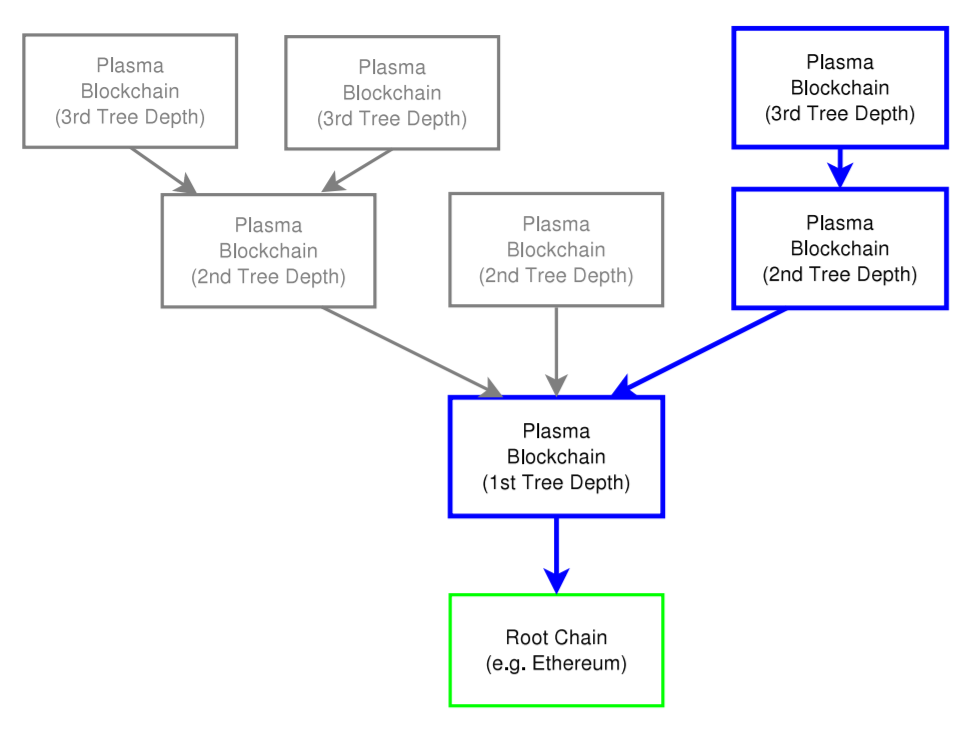 Plasma
Blockchain
(3rd Tree Depth)
Plasma
Blockchain
(3rd Tree Depth)
Plasma
Blockchain
(3rd Tree Depth)
Plasma
Blockchain
(2nd Tree Depth)
Plasma
Blockchain
(2nd Tree Depth)
Plasma
Blockchain
(2nd Tree Depth)
Plasma
Blockchain
(1st Tree Depth)
Root Chain
(e.g. Ethereum)